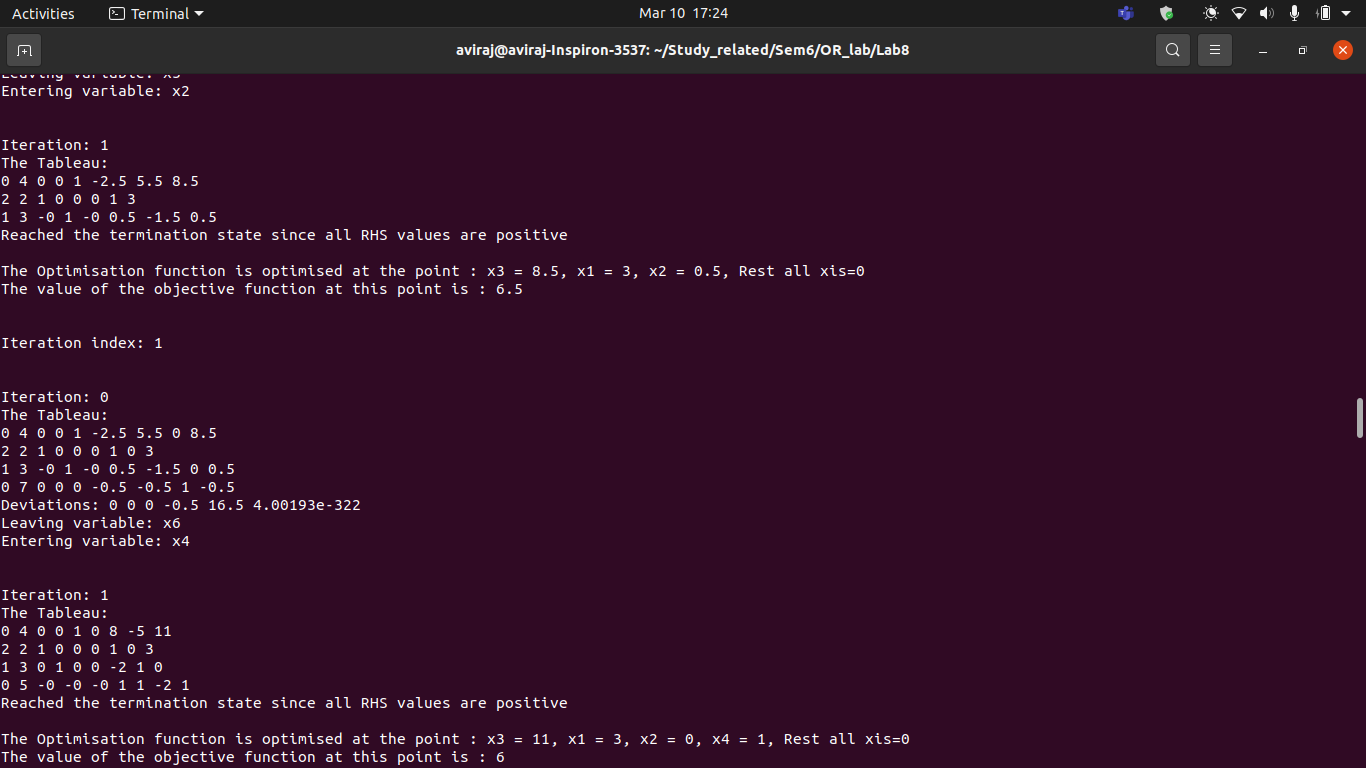 Activities
Terminal
Mar 10 17:24
aviraj@aviraj-Inspiron-3537: ~/Study_related/Sem6/OR_lab/Lab8
Leaving variable: x5
Entering variable: x2
Iteration: 1
The Tableau:
0 4 0 0 1 -2.5 5.5 8.5
2 2 1 0 0 0 1 3
1 3 -0 1 -0 0.5 -1.5 0.5
Reached the termination state since all RHS values are positive
The Optimisation function is optimised at the point : x3 = 8.5, x1 = 3, x2 = 0.5, Rest all xis=0
The value of the objective function at this point is : 6.5
Iteration index: 1
Iteration: 0
The Tableau:
0 4 0 0 1 -2.5 5.5 0 8.5
2 2 1 0 0 0 1 0 3
1 3 -0 1 -0 0.5 -1.5 0 0.5
0 7 0 0 0 -0.5 -0.5 1 -0.5
Deviations: 0 0 0 -0.5 16.5 4.00193e-322
Leaving variable: x6
Entering variable: x4
Iteration: 1
The Tableau:
0 4 0 0 1 0 8 -5 11
2 2 1 0 0 0 1 0 3
1 3 0 1 0 0 -2 1 0
0 5 -0 -0 -0 1 1 -2 1
Reached the termination state since all RHS values are positive
The Optimisation function is optimised at the point : x3 = 11, x1 = 3, x2 = 0, x4 = 1, Rest all xis=0
The value of the objective function at this point is : 6